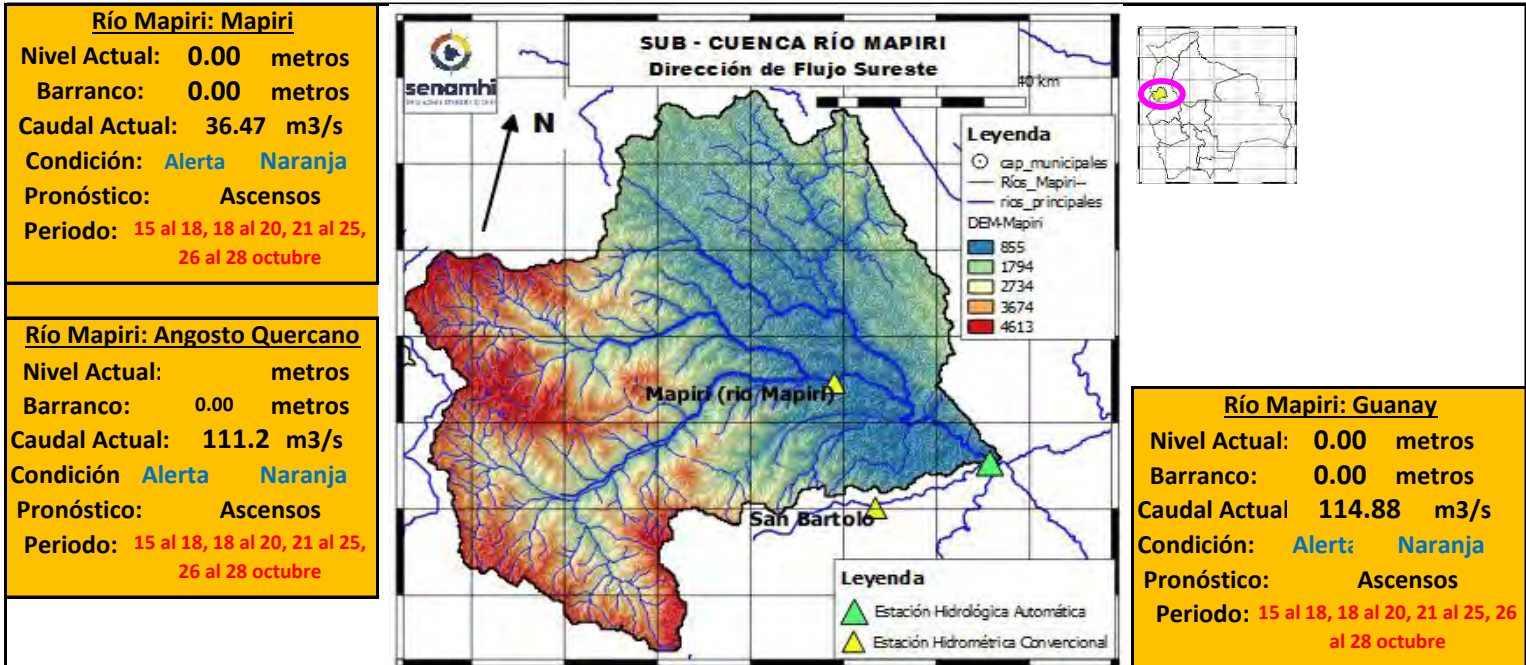 Río Mapiri: Mapiri
Nivel Actual: 0.00 metros
Barranco: 0.00 metros
Caudal Actual: 36.47 m3/s
Condición: Alerta Naranja
Pronóstico: Ascensos
Periodo: 15 al 18, 18 al 20, 21 al 25,
26 al 28 octubre
Río Mapiri: Angosto Quercano
Nivel Actual: metros
Barranco: 0.00 metros
Caudal Actual: 111.2 m3/s
Condición Alerta Naranja
Pronóstico: Ascensos
Periodo: 15 al 18, 18 al 20, 21 al 25,
26 al 28 octubre
senamhi
SUB - CUENCA RÍO MAPIRI
Dirección de Flujo Sureste
40 km
N
Leyenda
cap_municipales
Ríos_Mapiri--
rios_principales
DEM-Mapiri
855
1794
2734
3674
4613
Mapiri (rio Mapiri)
San Bartolo
Leyenda
Estación Hidrológica Automática
Estación Hidrométrica Convencional
Río Mapiri: Guanay
Nivel Actual: 0.00 metros
Barranco: 0.00 metros
Caudal Actual 114.88 m3/s
Condición: Alerta Naranja
Pronóstico: Ascensos
Periodo: 15 al 18, 18 al 20, 21 al 25, 26
al 28 octubre